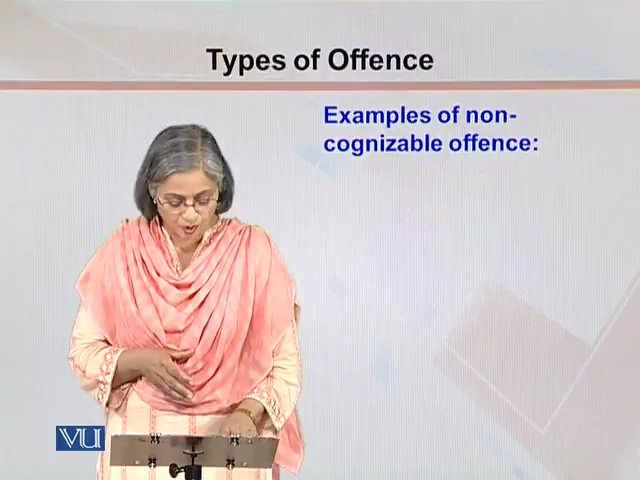 Types of Offence
Examples of non-
cognizable offence:
VU